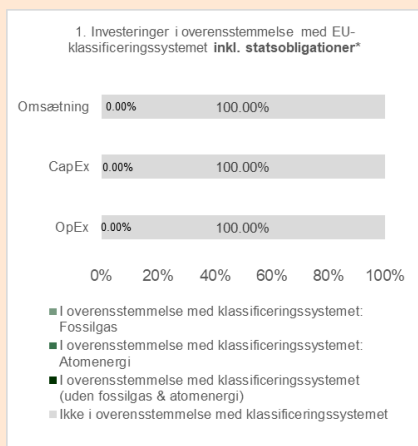 1. Investeringer i overensstemmelse med EU-
klassificeringssystemet inkl. statsobligationer*
Omsætning 0.00% 100.00%
CapEx 0.00% 100.00%
OpEx 0.00% 100.00%
0% 20% 40% 60% 80% 100%
I overensstemmelse med klassificeringssystemet:
Fossilgas
I overensstemmelse med klassificeringssystemet:
Atomenergi
I overensstemmelse med klassificeringssystemet
(uden fossilgas & atomenergi)
Ikke i overensstemmelse med klassificeringssystemet